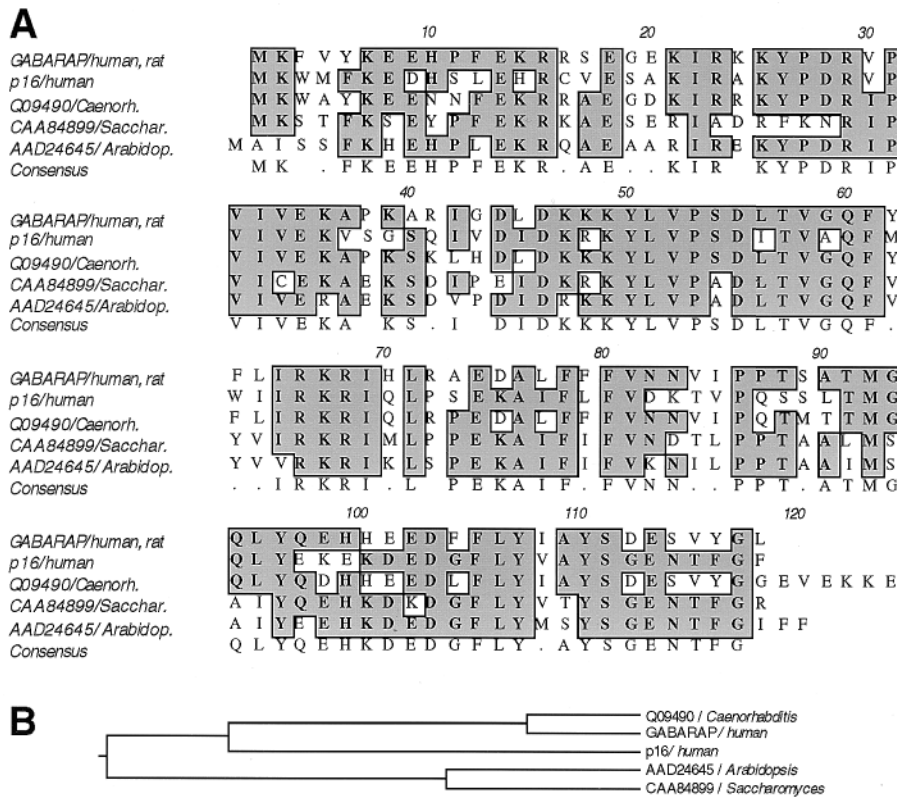 A
10 20 30
GABARAP/human, rat M K F V Y K E E H P F E K R R S E G E K I R K K Y P D R V P
p16/human M K W M F K E D H S L E H R C V E S A K I R A K Y P D R V P
Q09490/Caenorh. M K W A Y K E E N N F E K R R A E G D K I R R K Y P D R I P
CAA84899/Sacchar. M K S T F K S E Y P F E K R K A E S E R I A D R F K N R I P
AAD24645/Arabidop. M A I S S F K H E H P L E K R Q A E A A R I R E K Y P D R I P
Consensus M K . F K E E H P F E K R . A E . K I R K Y P D R I P
40 50 60
GABARAP/human, rat V I V E K A P K A R I G D L D K K K Y L V P S D L T V G Q F Y
p16/human V I V E K V S G S Q I V D I D K R K Y L V P S D I T V A Q F M
Q09490/Caenorh. V I V E K A P K S K L H D L D K K K Y L V P S D L T V G Q F Y
CAA84899/Sacchar. V I C E K A E K S D I P E I D K R K Y L V P A D L T V G Q F V
AAD24645/Arabidop. V I V E R A E K S D V P D I D R K K Y L V P A D L T V G Q F V
Consensus V I V E K A K S . I D I D K K K Y L V P S D L T V G Q F .
70 80 90
GABARAP/human, rat F L I R K R I H L R A E D A L F F F V N N V I P P T S A T M G
p16/human W I I R K R I Q L P S E K A I F L F V D K T V P Q S S L T M G
Q09490/Caenorh. F L I R K R I Q L R P E D A L F F F V N N V I P Q T M T T M G
CAA84899/Sacchar. Y V I R K R I M L P P E K A I F I F V N D T L P P T A A L M S
AAD24645/Arabidop. Y V V R K R I K L S P E K A I F I F V K N I L P P T A A I M S
Consensus . . I R K R I . L P E K A I F . F V N N . . P P T . A T M G
100 110 120
GABARAP/human, rat Q L Y Q E H H E E D F F L Y I A Y S D E S V Y G L
p16/human Q L Y E K E K D E D G F L Y V A Y S G E N T F G F
Q09490/Caenorh. Q L Y Q D H H E E D L F L Y I A Y S D E S V Y G G E V E K K E
CAA84899/Sacchar. A I Y Q E H K D K D G F L Y V T Y S G E N T F G R
AAD24645/Arabidop. A I Y E E H K D E D G F L Y M S Y S G E N T F G I F F
Consensus Q L Y Q E H K D E D G F L Y . A Y S G E N T F G
B
Q09490 / Caenorhabditis
GABARAP/ human
p16/ human
AAD24645 / Arabidopsis
CAA84899 / Saccharomyces